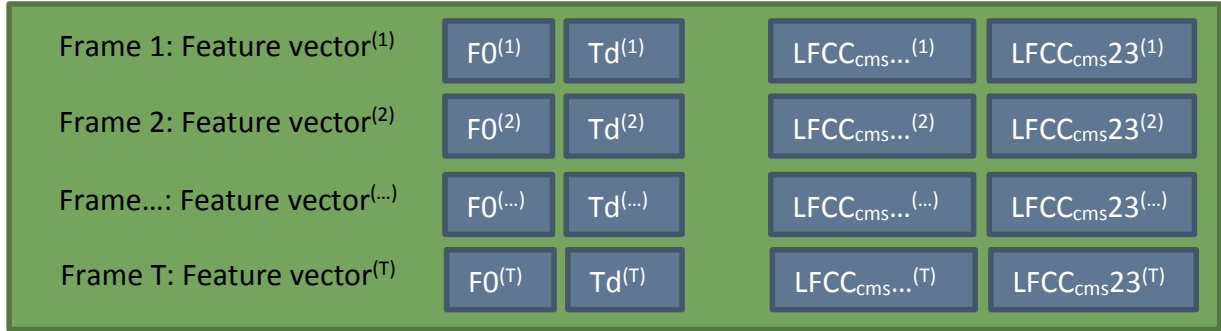 Frame 1: Feature vector⁽¹⁾ F0⁽¹⁾ Td⁽¹⁾ LFCCcms...⁽¹⁾ LFCCcms23⁽¹⁾
Frame 2: Feature vector⁽²⁾ F0⁽²⁾ Td⁽²⁾ LFCCcms...⁽²⁾ LFCCcms23⁽²⁾
Frame...: Feature vector⁽...⁾ F0⁽...⁾ Td⁽...⁾ LFCCcms...⁽...⁾ LFCCcms23⁽...⁾
Frame T: Feature vector⁽ᵀ⁾ F0⁽ᵀ⁾ Td⁽ᵀ⁾ LFCCcms...⁽ᵀ⁾ LFCCcms23⁽ᵀ⁾